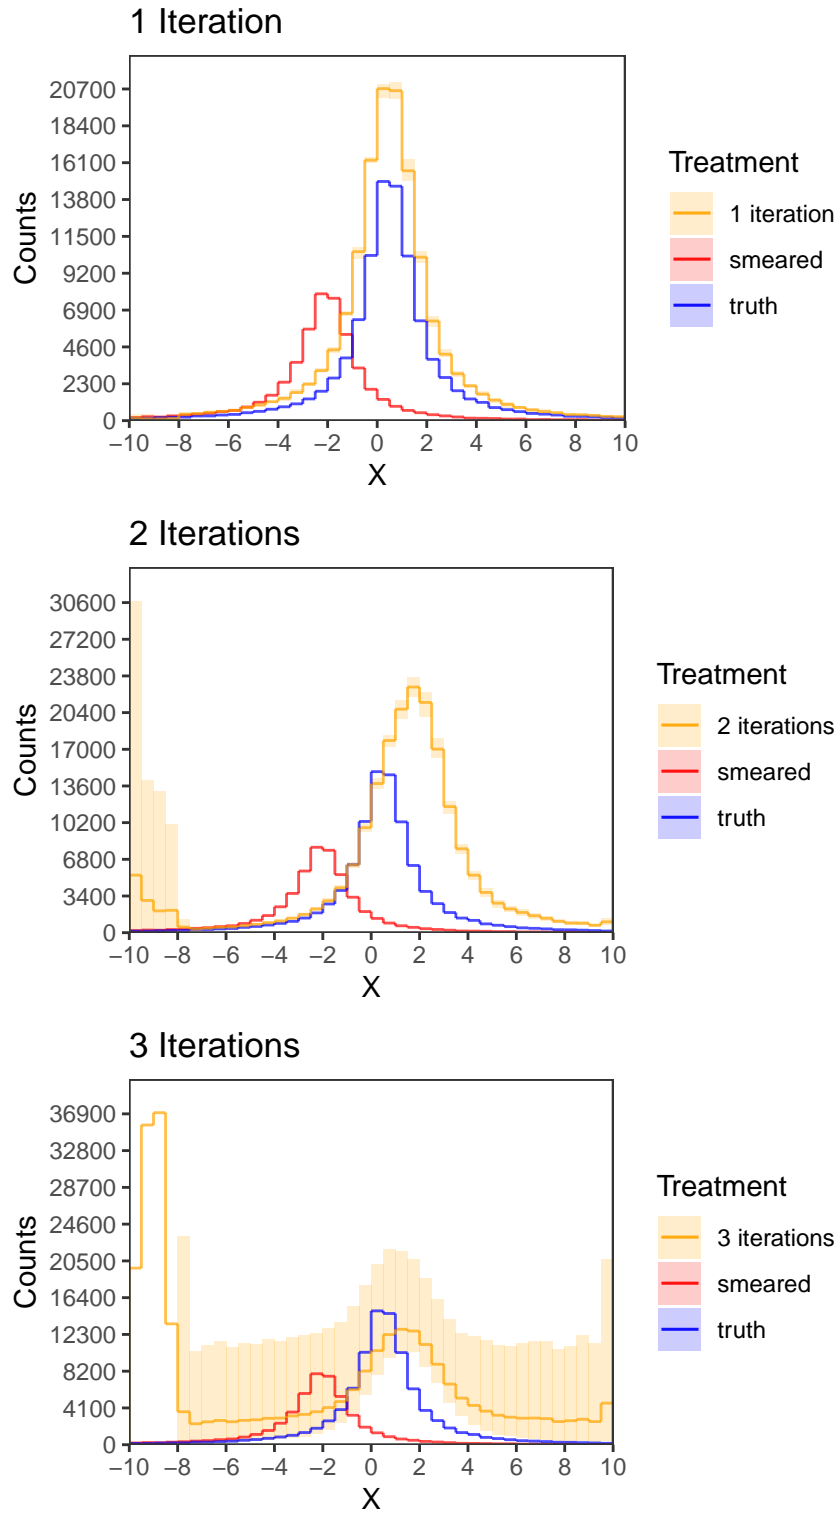 1 Iteration
Counts
20700
18400
16100
13800
11500
9200
6900
4600
2300
0
−10 −8 −6 −4 −2 0 2 4 6 8 10
X
Treatment
1 iteration
smeared
truth
2 Iterations
Counts
30600
27200
23800
20400
17000
13600
10200
6800
3400
0
−10 −8 −6 −4 −2 0 2 4 6 8 10
X
Treatment
2 iterations
smeared
truth
3 Iterations
Counts
36900
32800
28700
24600
20500
16400
12300
8200
4100
0
−10 −8 −6 −4 −2 0 2 4 6 8 10
X
Treatment
3 iterations
smeared
truth